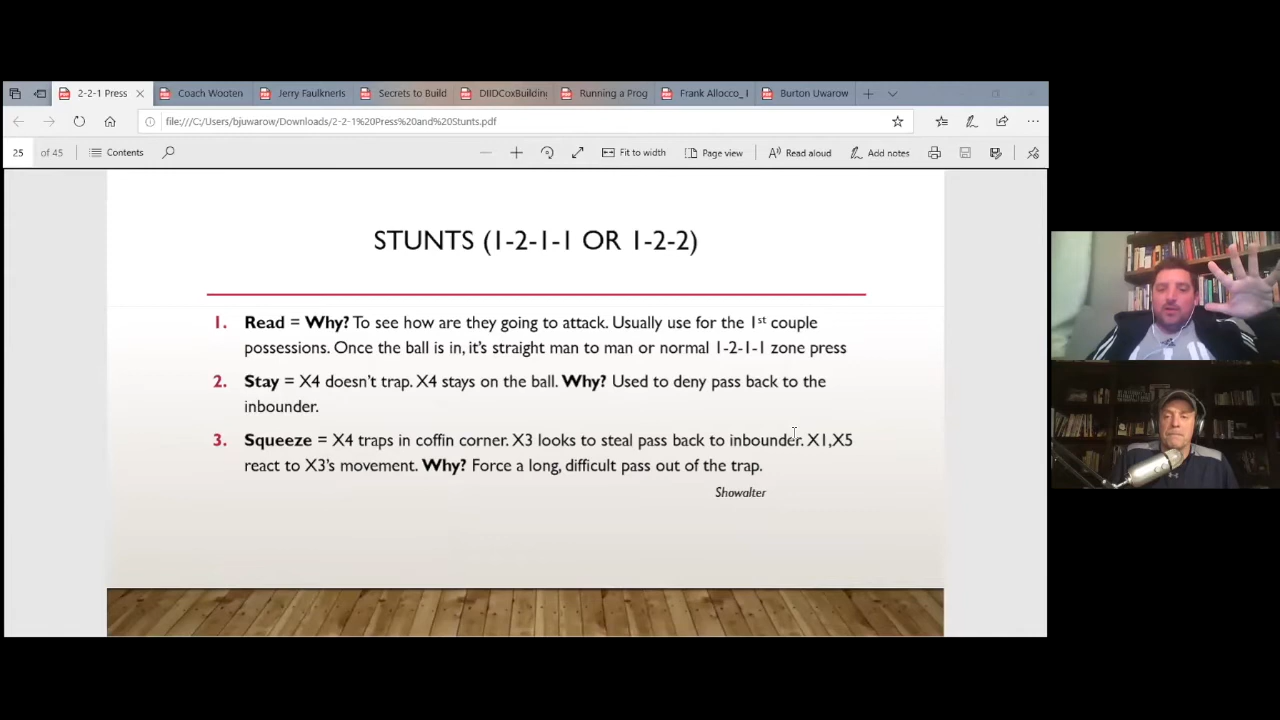 2-2-1 Press
Coach Wooten
Jerry Faulkners
Secrets to Build
DIIDCoxBuilding
Running a Prog
Frank Allocco_
Burton Uwarow
file:///C:/Users/bjuwarow/Downloads/2-2-1%20Press%20and%20Stunts.pdf
25 of 45
Contents
Fit to width
Page view
Read aloud
Add notes
STUNTS (1-2-1-1 OR 1-2-2)
1. Read = Why? To see how are they going to attack. Usually use for the 1st couple
possessions. Once the ball is in, it's straight man to man or normal 1-2-1-1 zone press
2. Stay = X4 doesn't trap. X4 stays on the ball. Why? Used to deny pass back to the
inbounder.
3. Squeeze = X4 traps in coffin corner. X3 looks to steal pass back to inbounder. X1,X5
react to X3's movement. Why? Force a long, difficult pass out of the trap.
Showalter